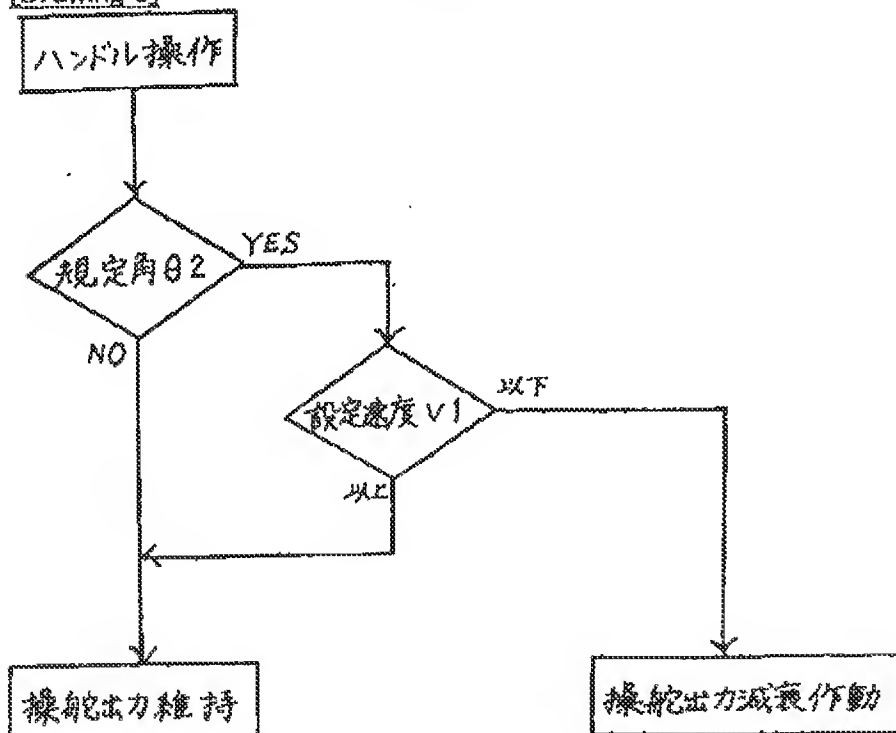 ハンドル操作
規定角θ2
YES
NO
設定速度V1
以下
以上
操舵出力維持
操舵出力減衰作動